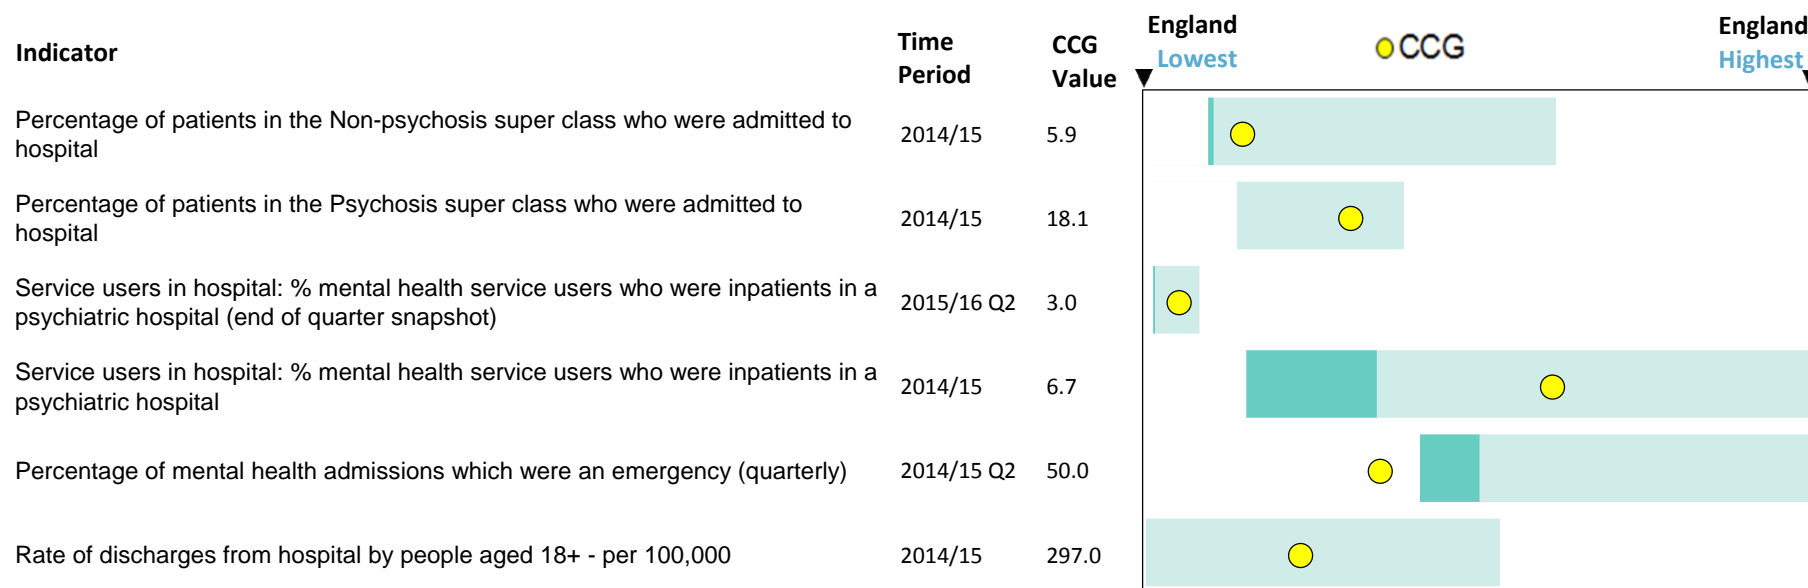 Indicator
Time
Period
CCG
Value
England
Lowest
CCG
England
Highest
Percentage of patients in the Non-psychosis super class who were admitted to
hospital
2014/15
5.9
Percentage of patients in the Psychosis super class who were admitted to
hospital
2014/15
18.1
Service users in hospital: % mental health service users who were inpatients in a
psychiatric hospital (end of quarter snapshot)
2015/16 Q2
3.0
Service users in hospital: % mental health service users who were inpatients in a
psychiatric hospital
2014/15
6.7
Percentage of mental health admissions which were an emergency (quarterly)
2014/15 Q2
50.0
Rate of discharges from hospital by people aged 18+ - per 100,000
2014/15
297.0